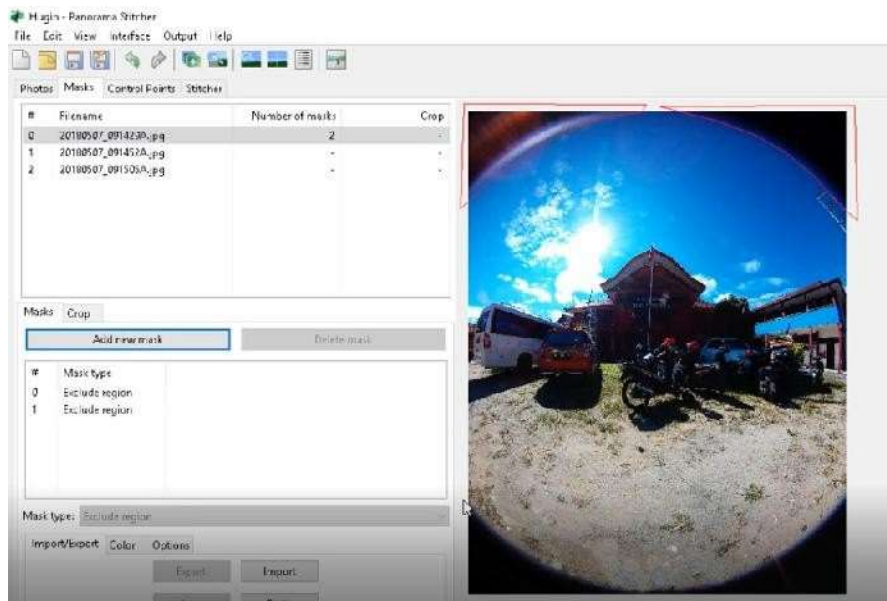 Hugin - Panorama Stitcher
File Edit View Interface Output Help
Photos Masks Control Points Stitcher
# Filename Number of masks Crop
0 20180507_091423A.jpg 2 -
1 20180507_091452A.jpg - -
2 20180507_091505A.jpg - -
Masks Crop
Add new mask Delete mask
# Mask type
0 Exclude region
1 Exclude region
Mask type: Exclude region
Import/Export Color Options
Export Import